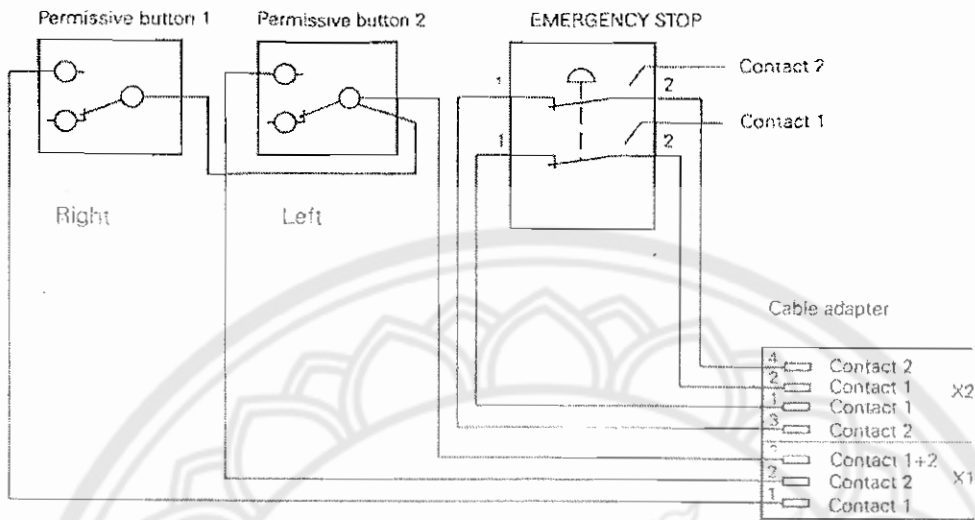 Permissive button 1
Permissive button 2
EMERGENCY STOP
1
2
Contact 2
1
2
Contact 1
Right
Left
Cable adapter
4
Contact 2
2
Contact 1
X2
1
Contact 1
3
Contact 2
3
Contact 1+2
2
Contact 2
X1
1
Contact 1